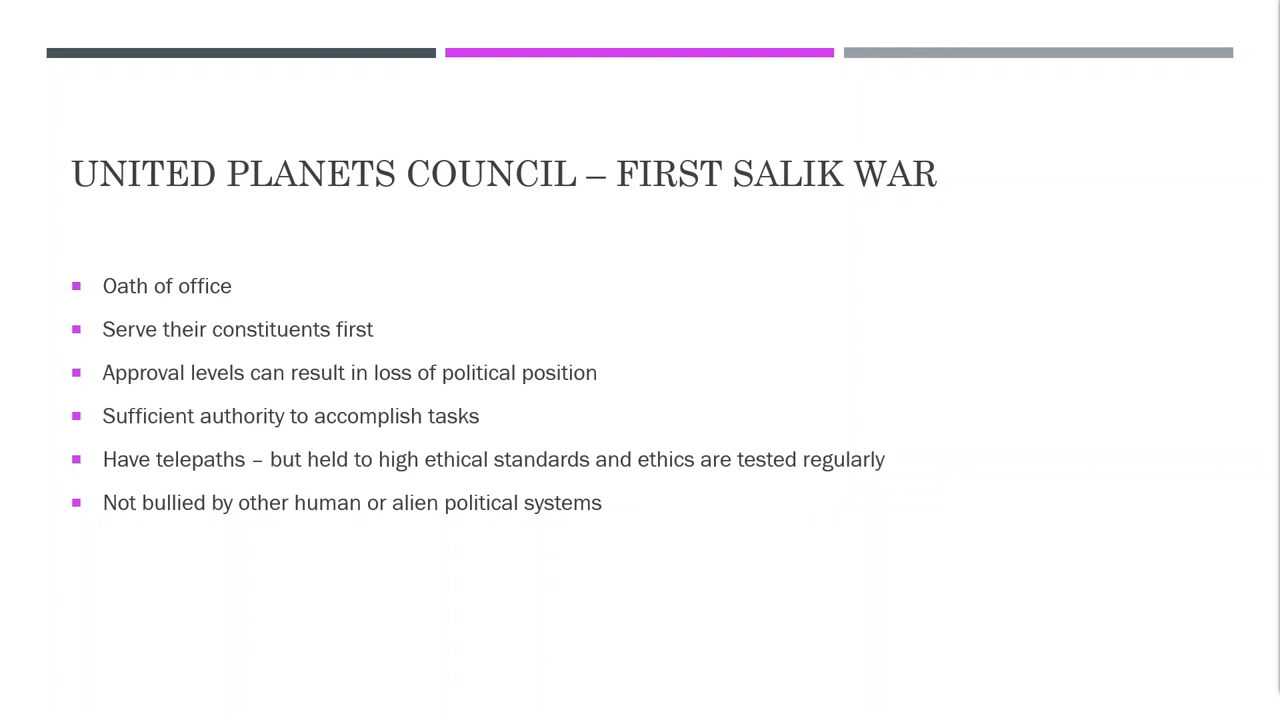 UNITED PLANETS COUNCIL – FIRST SALIK WAR
Oath of office
Serve their constituents first
Approval levels can result in loss of political position
Sufficient authority to accomplish tasks
Have telepaths – but held to high ethical standards and ethics are tested regularly
Not bullied by other human or alien political systems